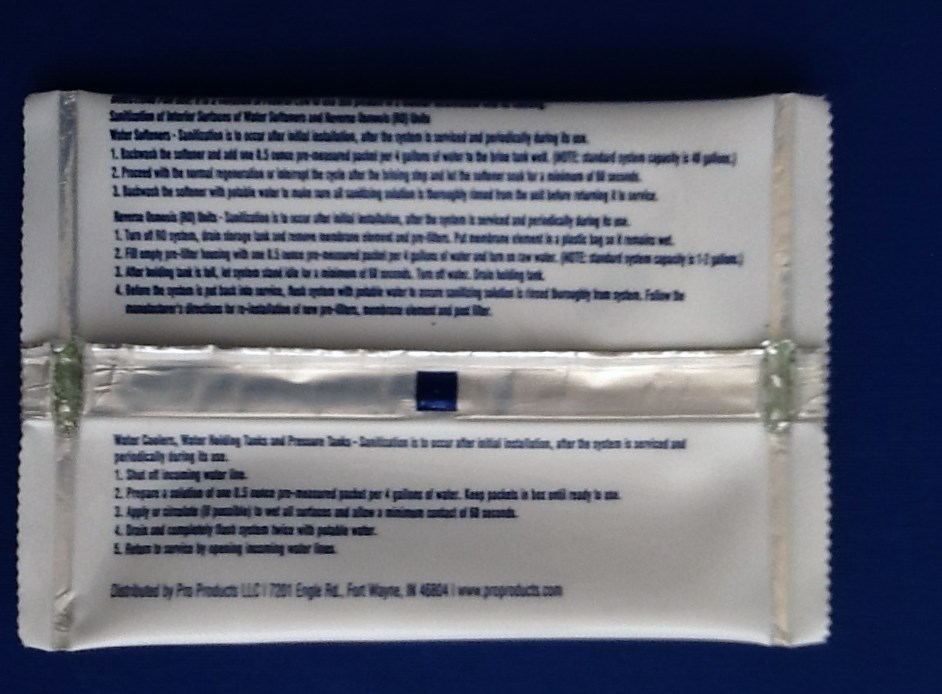 Sanitization of Interior Surfaces of Water Softeners and Reverse Osmosis (RO) Units
Water Softeners - Sanitization is to occur after initial installation, after the system is serviced and periodically during its use.
1. Backwash the softener and add one 0.5 ounce pre-measured packet per 4 gallons of water to the brine tank well. (NOTE: standard system capacity is 40 gallons.)
2. Proceed with the normal regeneration or interrupt the cycle after the brining step and let the softener soak for a minimum of 60 seconds.
3. Backwash the softener with potable water to make sure all sanitizing solution is thoroughly rinsed from the unit before returning it to service.
Reverse Osmosis (RO) Units - Sanitization is to occur after initial installation, after the system is serviced and periodically during its use.
1. Turn off RO system, drain storage tank and remove membrane element and pre-filters. Put membrane element in a plastic bag so it remains wet.
2. Fill empty pre-filter housing with one 0.5 ounce pre-measured packet per 4 gallons of water and turn on raw water. (NOTE: standard system capacity is 1-2 gallons.)
3. After holding tank is full, let system stand idle for a minimum of 60 seconds. Turn off water. Drain holding tank.
4. Before the system is put back into service, flush system with potable water to assure sanitizing solution is rinsed thoroughly from system. Follow the
manufacturer's directions for re-installation of new pre-filters, membrane element and post filter.
Water Coolers, Water Holding Tanks and Pressure Tanks - Sanitization is to occur after initial installation, after the system is serviced and
periodically during its use.
1. Shut off incoming water line.
2. Prepare a solution of one 0.5 ounce pre-measured packet per 4 gallons of water. Keep packets in box until ready to use.
3. Apply or circulate (if possible) to wet all surfaces and allow a minimum contact of 60 seconds.
4. Drain and completely flush system twice with potable water.
5. Return to service by opening incoming water lines.
Distributed by Pro Products LLC | 7201 Engle Rd., Fort Wayne, IN 46804 | www.proproducts.com